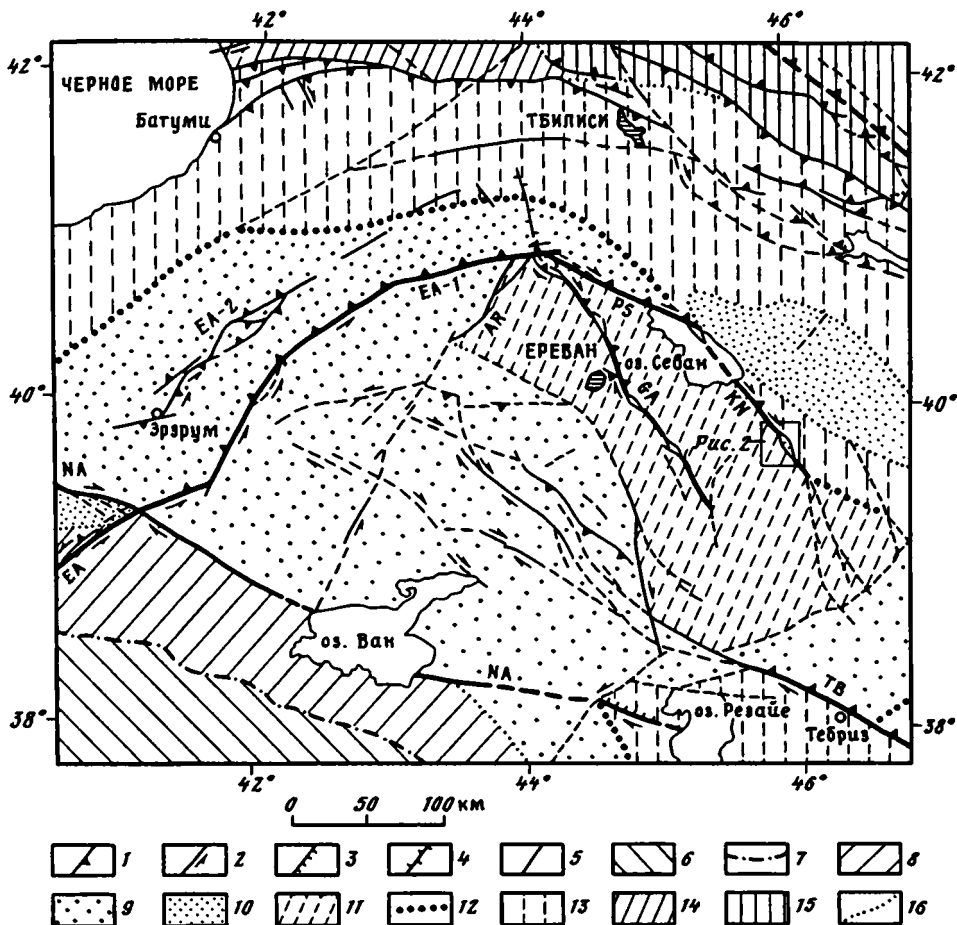 42° 44° 46°
42° 42°
ЧЕРНОЕ МОРЕ
Батуми
ТБИЛИСИ
EA-2
EA-1
AR
PS
ЕРЕВАН
оз. Севан
40° 40°
GA
KN
Эрзрум
Рис. 2
NA
EA
оз. Ван
NA
TB
оз. Резайе
38° 38°
Тебриз
42° 44° 46°
0 50 100 км
1 2 3 4 5 6 7 8
9 10 11 12 13 14 15 16